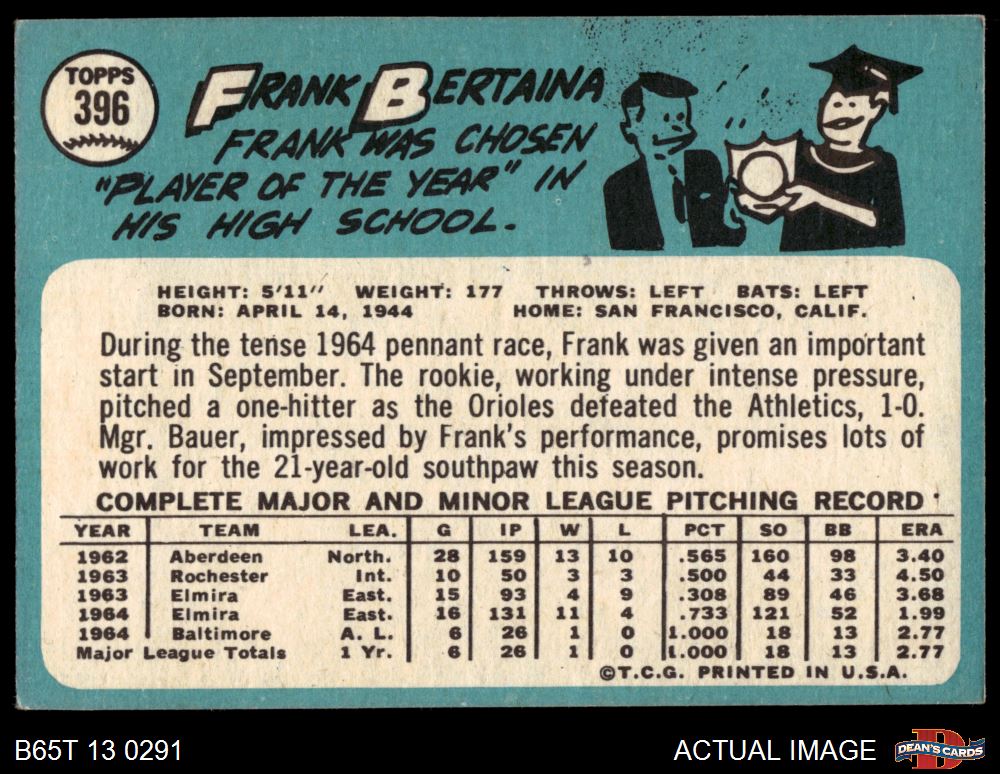 TOPPS
396
FRANK BERTAINA
FRANK WAS CHOSEN
"PLAYER OF THE YEAR" IN
HIS HIGH SCHOOL.
HEIGHT: 5'11" WEIGHT: 177 THROWS: LEFT BATS: LEFT
BORN: APRIL 14, 1944 HOME: SAN FRANCISCO, CALIF.
During the tense 1964 pennant race, Frank was given an important
start in September. The rookie, working under intense pressure,
pitched a one-hitter as the Orioles defeated the Athletics, 1-0.
Mgr. Bauer, impressed by Frank's performance, promises lots of
work for the 21-year-old southpaw this season.
COMPLETE MAJOR AND MINOR LEAGUE PITCHING RECORD
YEAR TEAM LEA. G IP W L PCT SO BB ERA
1962 Aberdeen North. 28 159 13 10 .565 160 98 3.40
1963 Rochester Int. 10 50 3 3 .500 44 33 4.50
1963 Elmira East. 15 93 4 9 .308 89 46 3.68
1964 Elmira East. 16 131 11 4 .733 121 52 1.99
1964 Baltimore A. L. 6 26 1 0 1.000 18 13 2.77
Major League Totals 1 Yr. 6 26 1 0 1.000 18 13 2.77
©T.C.G. PRINTED IN U.S.A.
B65T 13 0291 ACTUAL IMAGE DEAN'S CARDS